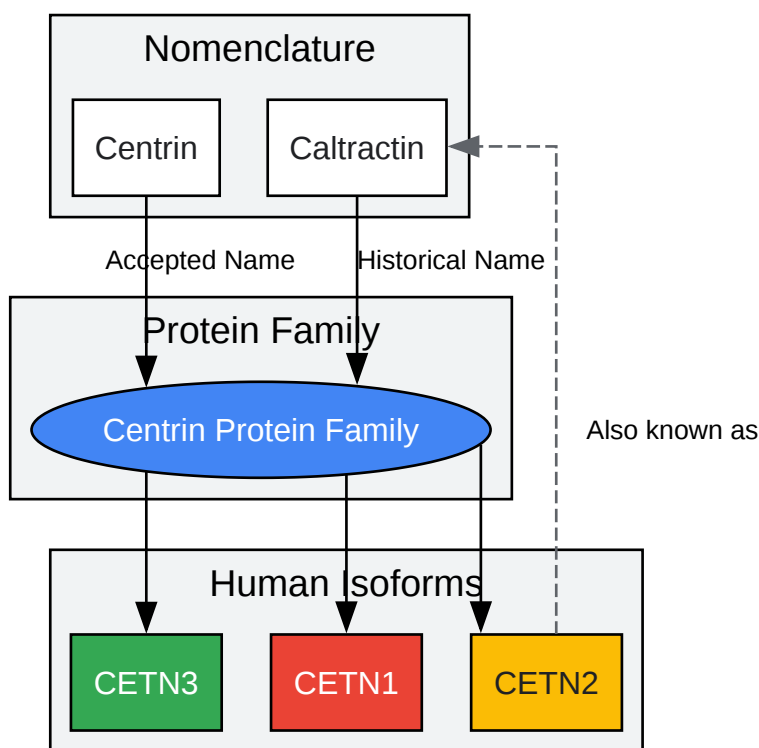 Nomenclature
Centrin
Caltractin
Accepted Name
Historical Name
Protein Family
Centrin Protein Family
Also known as
Human Isoforms
CETN3
CETN1
CETN2